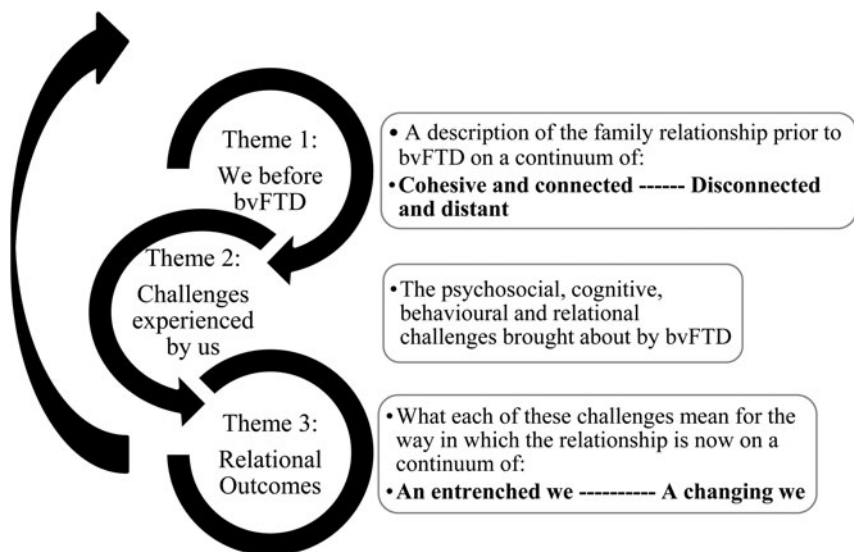 Theme 1:
We before
bvFTD
• A description of the family relationship prior to
bvFTD on a continuum of:
• Cohesive and connected ------ Disconnected
and distant
Theme 2:
Challenges
experienced
by us
• The psychosocial, cognitive,
behavioural and relational
challenges brought about by bvFTD
Theme 3:
Relational
Outcomes
• What each of these challenges mean for the
way in which the relationship is now on a
continuum of:
• An entrenched we ---------- A changing we